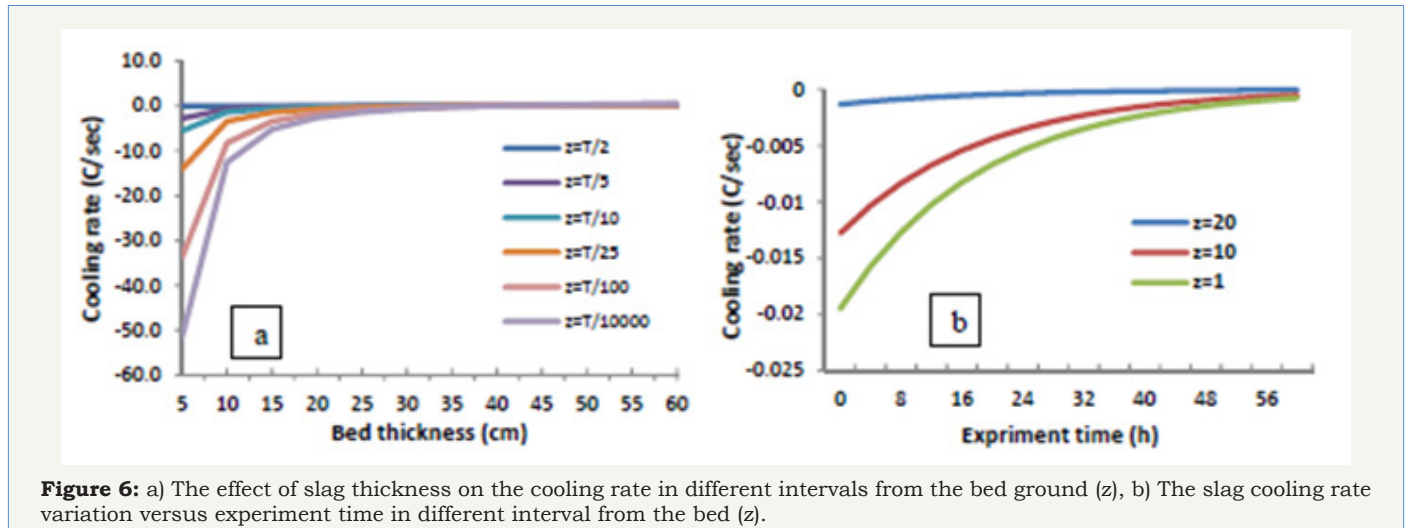 10.0
0.0
-10.0
-20.0
-30.0
-40.0
-50.0
-60.0
Cooling rate (C/sec)
5 10 15 20 25 30 35 40 45 50 55 60
Bed thickness (cm)
z=T/2
z=T/5
z=T/10
z=T/25
z=T/100
z=T/10000
a
0
-0.005
-0.01
-0.015
-0.02
-0.025
Cooling rate (C/sec)
0 8 16 24 32 40 48 56
Expriment time (h)
z=20
z=10
z=1
b
Figure 6: a) The effect of slag thickness on the cooling rate in different intervals from the bed ground (z), b) The slag cooling rate
variation versus experiment time in different interval from the bed (z).